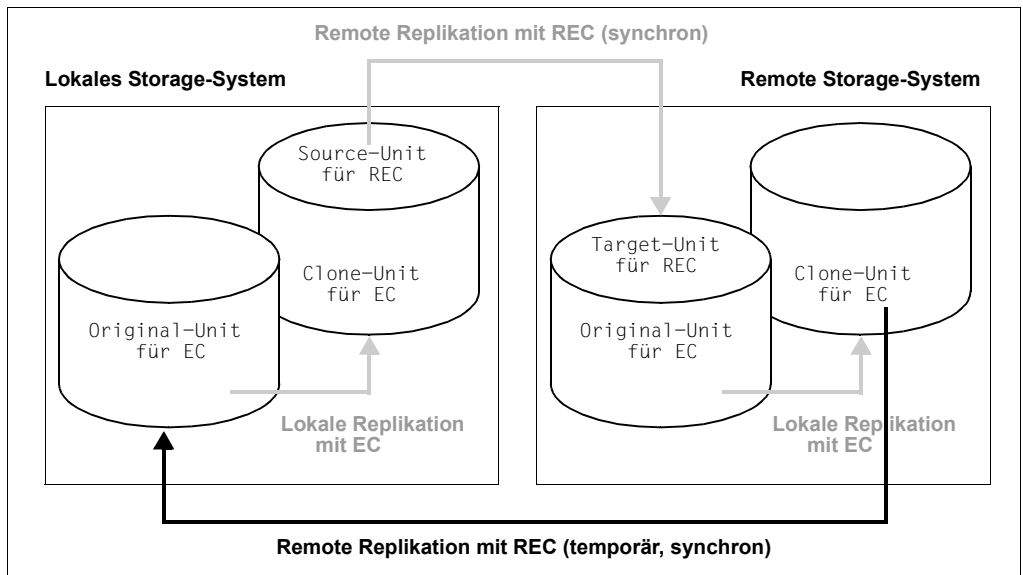 Remote Replikation mit REC (synchron)
Lokales Storage-System
Remote Storage-System
Source-Unit
für REC
Clone-Unit
für EC
Original-Unit
für EC
Lokale Replikation
mit EC
Target-Unit
für REC
Clone-Unit
für EC
Original-Unit
für EC
Lokale Replikation
mit EC
Remote Replikation mit REC (temporär, synchron)